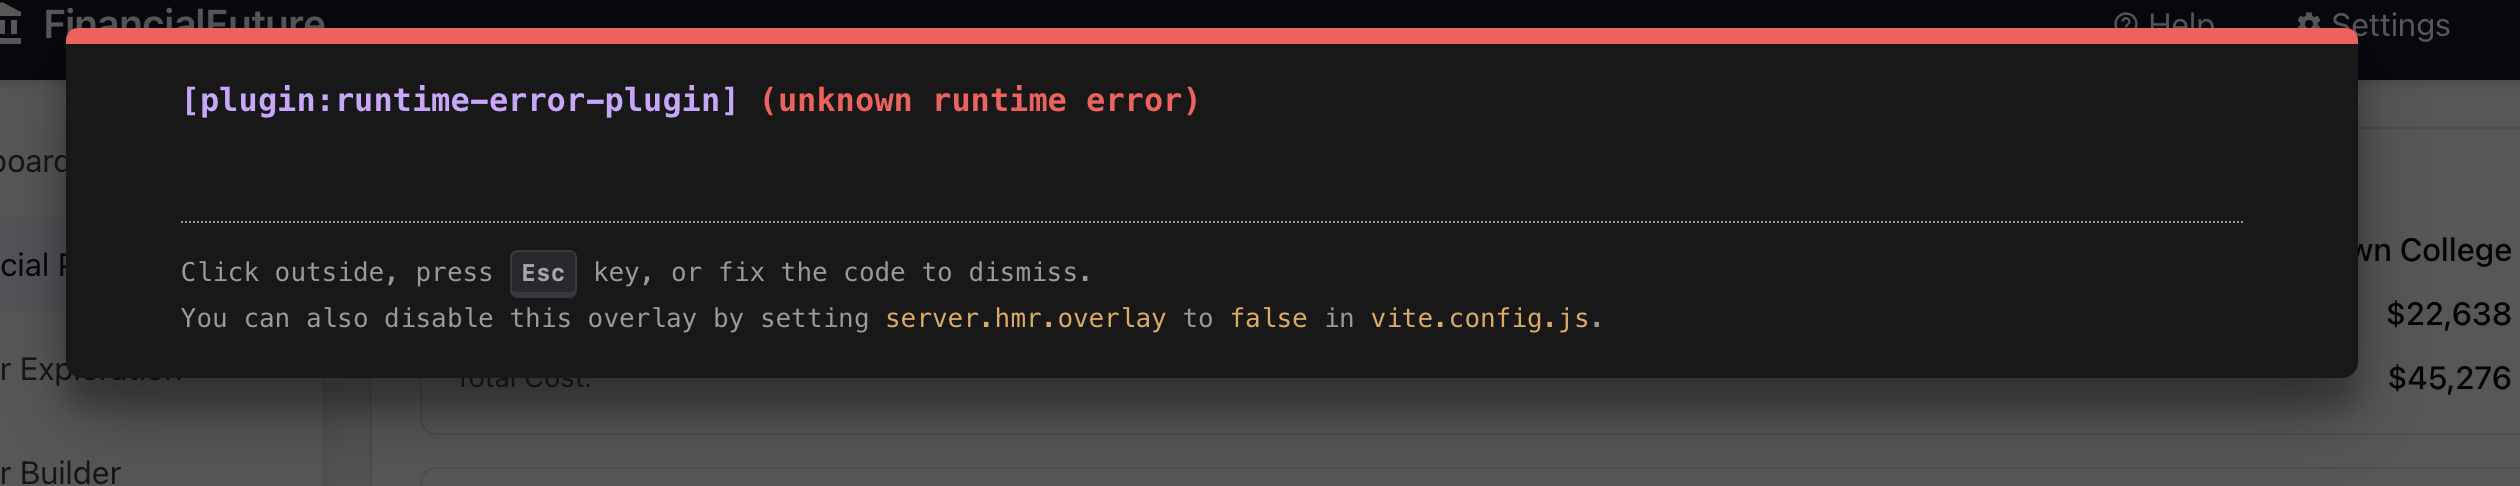 FinancialFuture
Help
Settings
[plugin:runtime-error-plugin] (unknown runtime error)
Click outside, press Esc key, or fix the code to dismiss.
You can also disable this overlay by setting server.hmr.overlay to false in vite.config.js.
board
cial
r Exploration
r Builder
Total Cost:
wn College
$22,638
$45,276